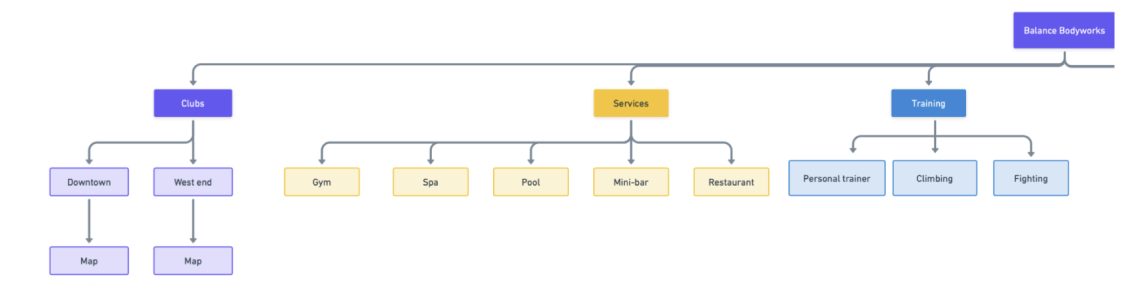 Balance Bodyworks
Clubs
Services
Training
Downtown
West end
Gym
Spa
Pool
Mini-bar
Restaurant
Personal trainer
Climbing
Fighting
Map
Map